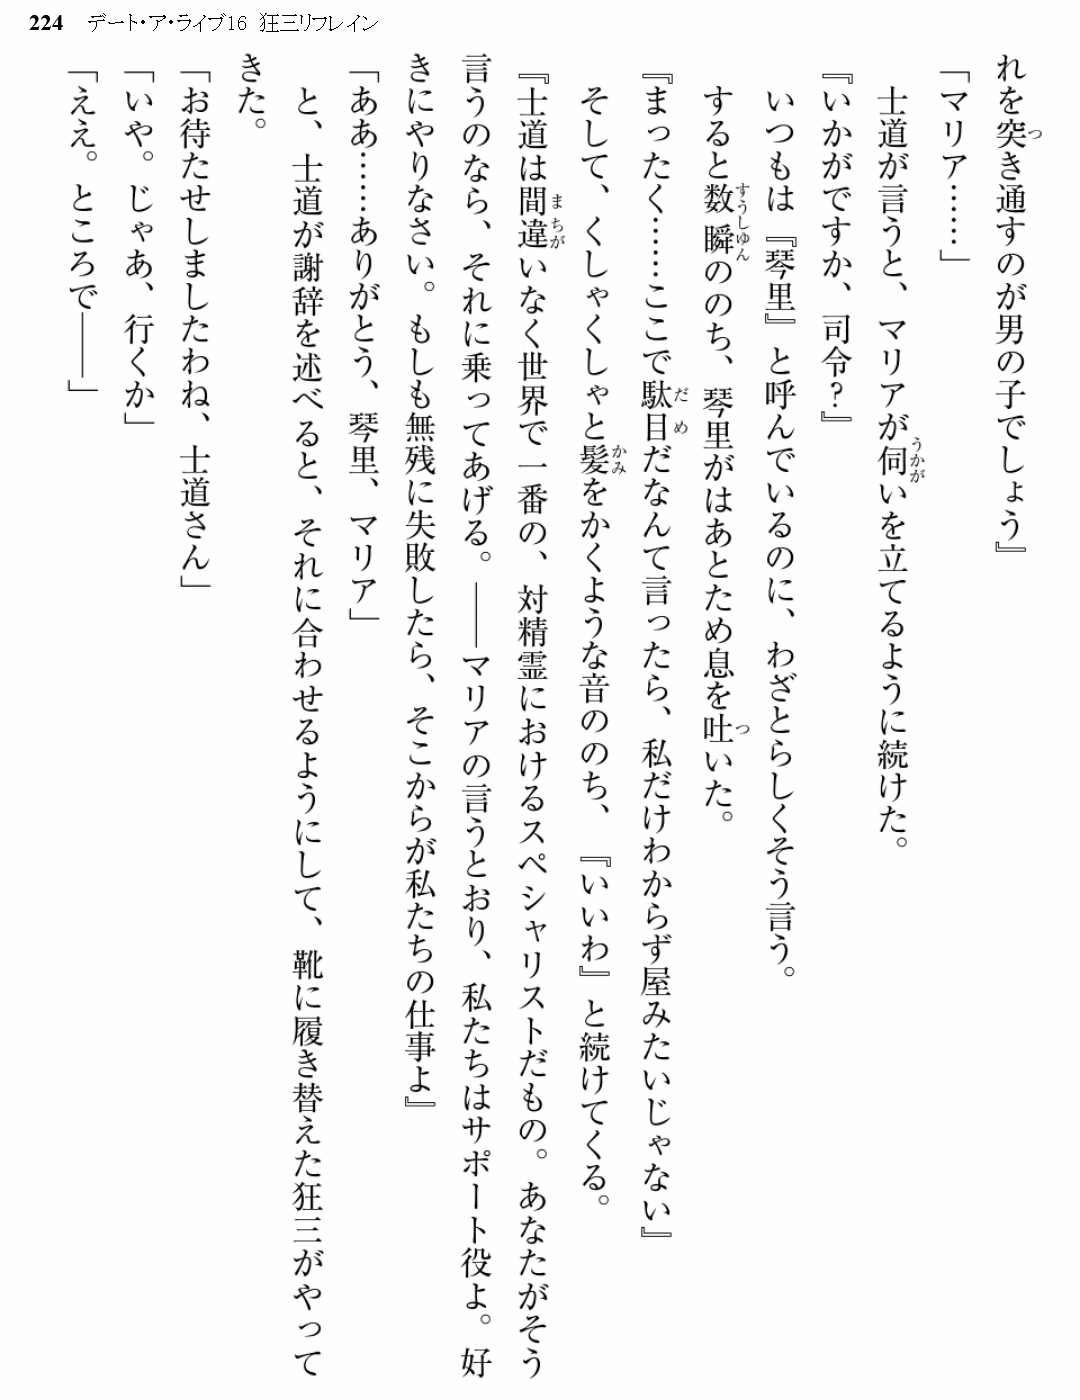 224 デート・ア・ライブ16 狂三リフレイン
れを突き通すのが男の子でしょう』
「マリア……」
　士道が言うと、マリアが伺いを立てるように続けた。
『いかがですか、司令？』
　いつもは『琴里』と呼んでいるのに、わざとらしくそう言う。
　すると数瞬ののち、琴里がはあとため息を吐いた。
『まったく……ここで駄目だなんて言ったら、私だけわからず屋みたいじゃない』
　そして、くしゃくしゃと髪をかくような音ののち、『いいわ』と続けてくる。
『士道は間違いなく世界で一番の、対精霊におけるスペシャリストだもの。あなたがそう
言うのなら、それに乗ってあげる。――マリアの言うとおり、私たちはサポート役よ。好
きにやりなさい。もしも無残に失敗したら、そこからが私たちの仕事よ』
「ああ……ありがとう、琴里、マリア」
　と、士道が謝辞を述べると、それに合わせるようにして、靴に履き替えた狂三がやって
きた。
「お待たせしましたわね、士道さん」
「いや。じゃあ、行くか」
「ええ。ところで――」